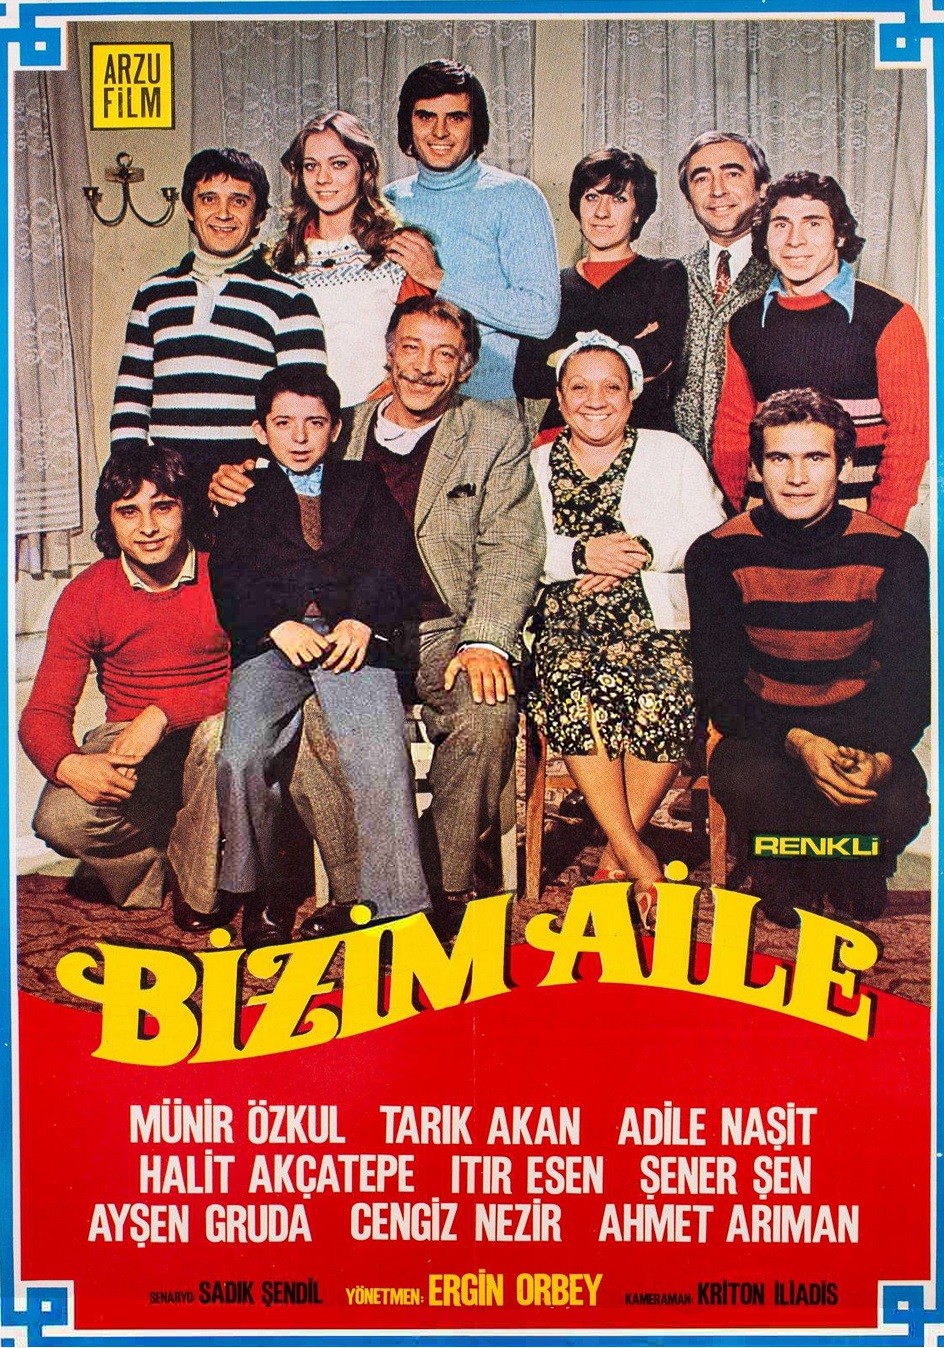 ARZU
FİLM
RENKLİ
BİZİM AİLE
MÜNİR ÖZKUL TARIK AKAN ADİLE NAŞİT
HALİT AKÇATEPE ITIR ESEN ŞENER ŞEN
AYŞEN GRUDA CENGİZ NEZİR AHMET ARIMAN
SENARYO: SADIK ŞENDİL YÖNETMEN: ERGİN ORBEY KAMERAMAN: KRİTON İLİADİS